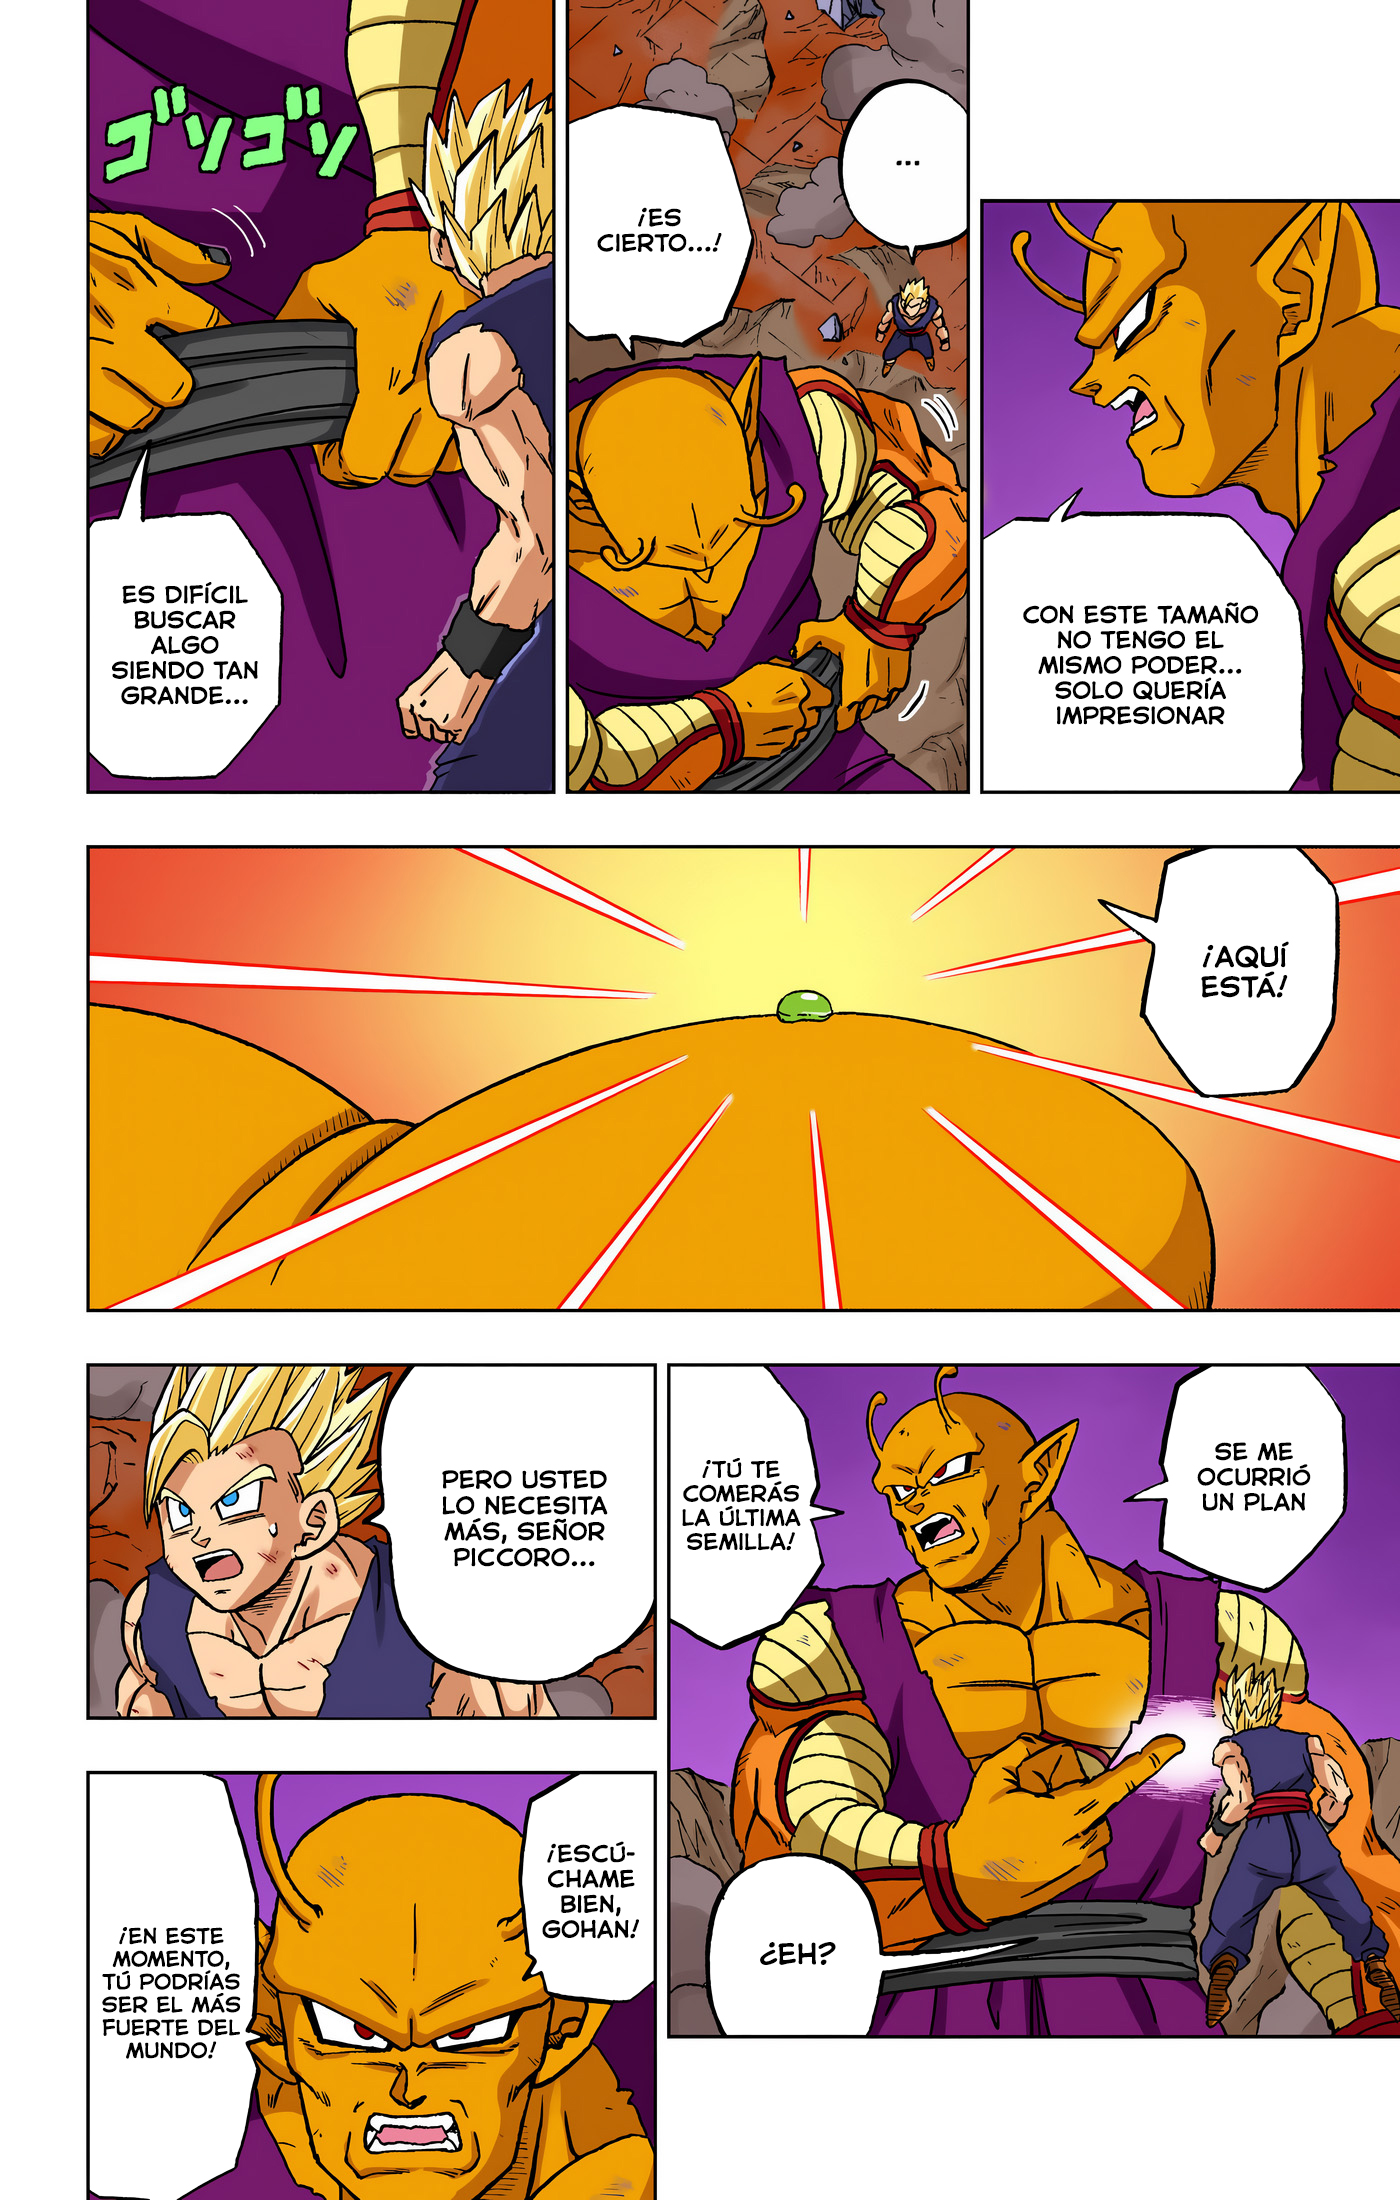 CON ESTE TAMAÑO
NO TENGO EL
MISMO PODER...
SOLO QUERÍA
IMPRESIONAR
...
¡ES
CIERTO...!
ゴソゴソ
ES DIFÍCIL
BUSCAR
ALGO
SIENDO TAN
GRANDE...
¡AQUÍ
ESTÁ!
SE ME
OCURRIÓ
UN PLAN
¡TÚ TE
COMERÁS
LA ÚLTIMA
SEMILLA!
¿EH?
PERO USTED
LO NECESITA
MÁS, SEÑOR
PICCORO...
¡ESCÚ-
CHAME
BIEN,
GOHAN!
¡EN ESTE
MOMENTO,
TÚ PODRÍAS
SER EL MÁS
FUERTE DEL
MUNDO!